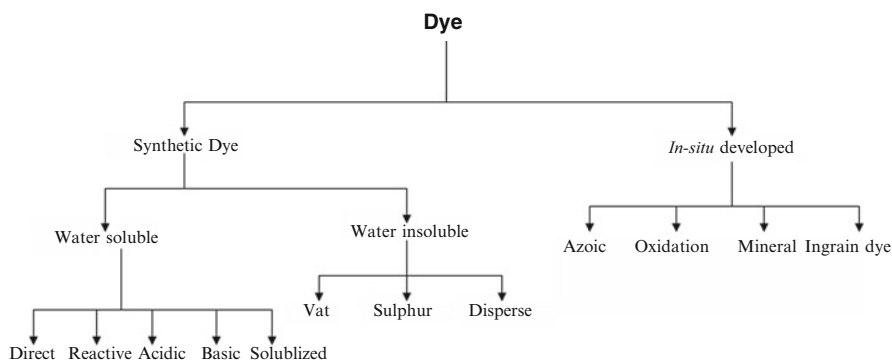 Dye
Synthetic Dye
In-situ developed
Water soluble
Water insoluble
Azoic Oxidation Mineral Ingrain dye
Vat Sulphur Disperse
Direct Reactive Acidic Basic Solublized